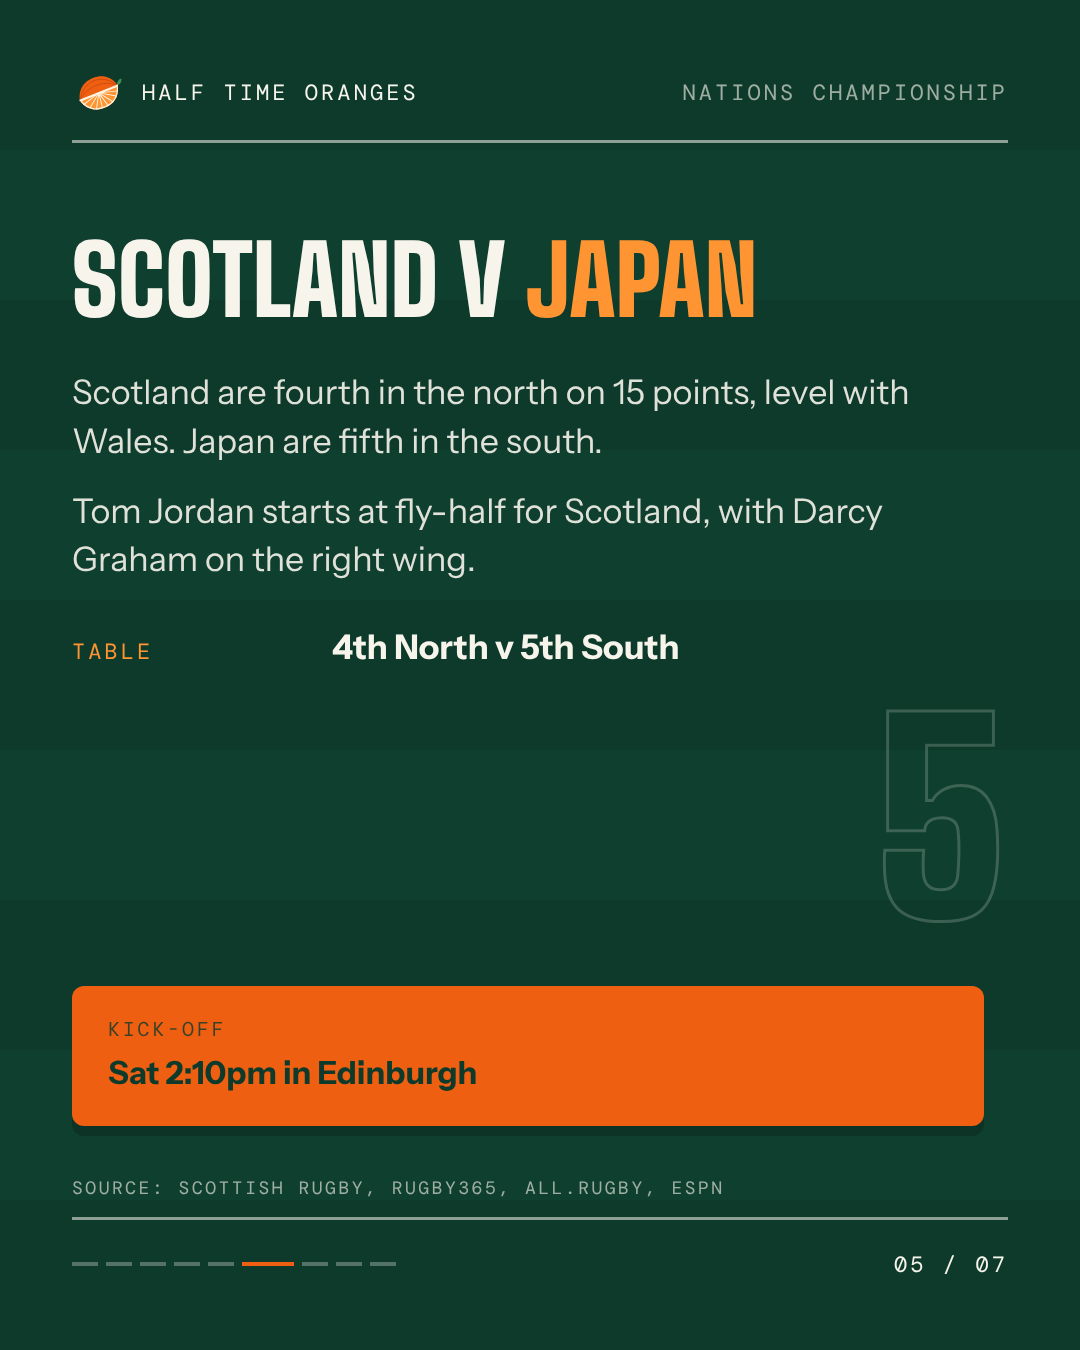 HALF TIME ORANGES
NATIONS CHAMPIONSHIP
SCOTLAND V JAPAN
Scotland are fourth in the north on 15 points, level with
Wales. Japan are fifth in the south.
Tom Jordan starts at fly-half for Scotland, with Darcy
Graham on the right wing.
TABLE 4th North v 5th South
5
KICK-OFF
Sat 2:10pm in Edinburgh
SOURCE: SCOTTISH RUGBY, RUGBY365, ALL.RUGBY, ESPN
05 / 07